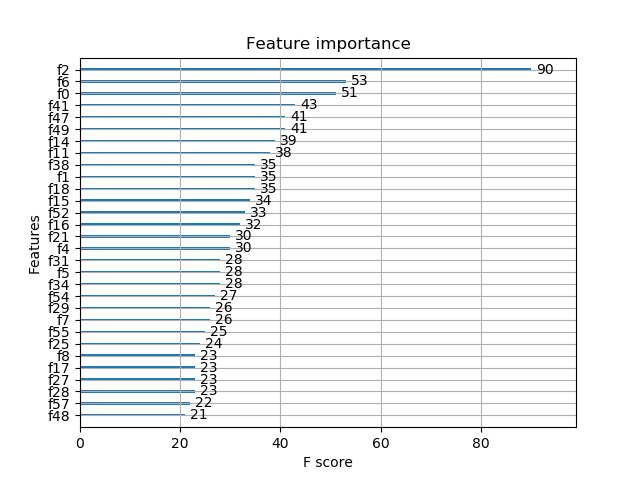 Feature importance
Features
f2 90
f6 53
f0 51
f41 43
f47 41
f49 41
f14 39
f11 38
f38 35
f1 35
f18 35
f15 34
f52 33
f16 32
f21 30
f4 30
f31 28
f5 28
f34 28
f54 27
f29 26
f7 26
f55 25
f25 24
f8 23
f17 23
f27 23
f28 23
f57 22
f48 21
0 20 40 60 80
F score